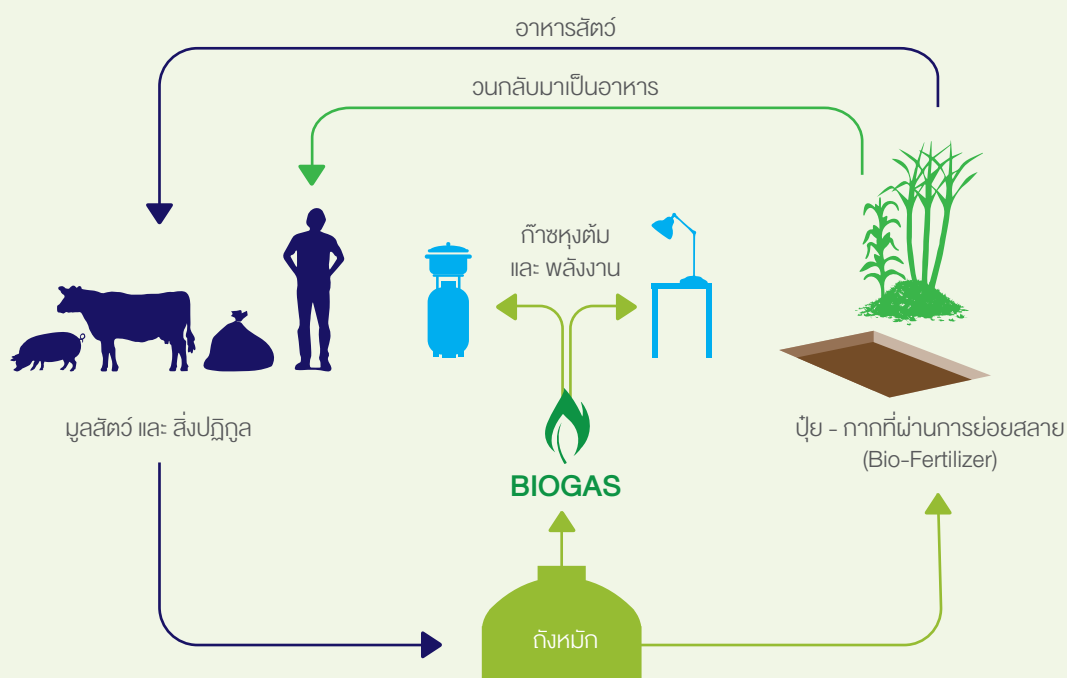 อาหารสัตว์
วนกลับมาเป็นอาหาร
ก๊าซหุงต้ม
และ พลังงาน
มูลสัตว์ และ สิ่งปฏิกูล
ปุ๋ย - กากที่ผ่านการย่อยสลาย
(Bio-Fertilizer)
BIOGAS
ถังหมัก